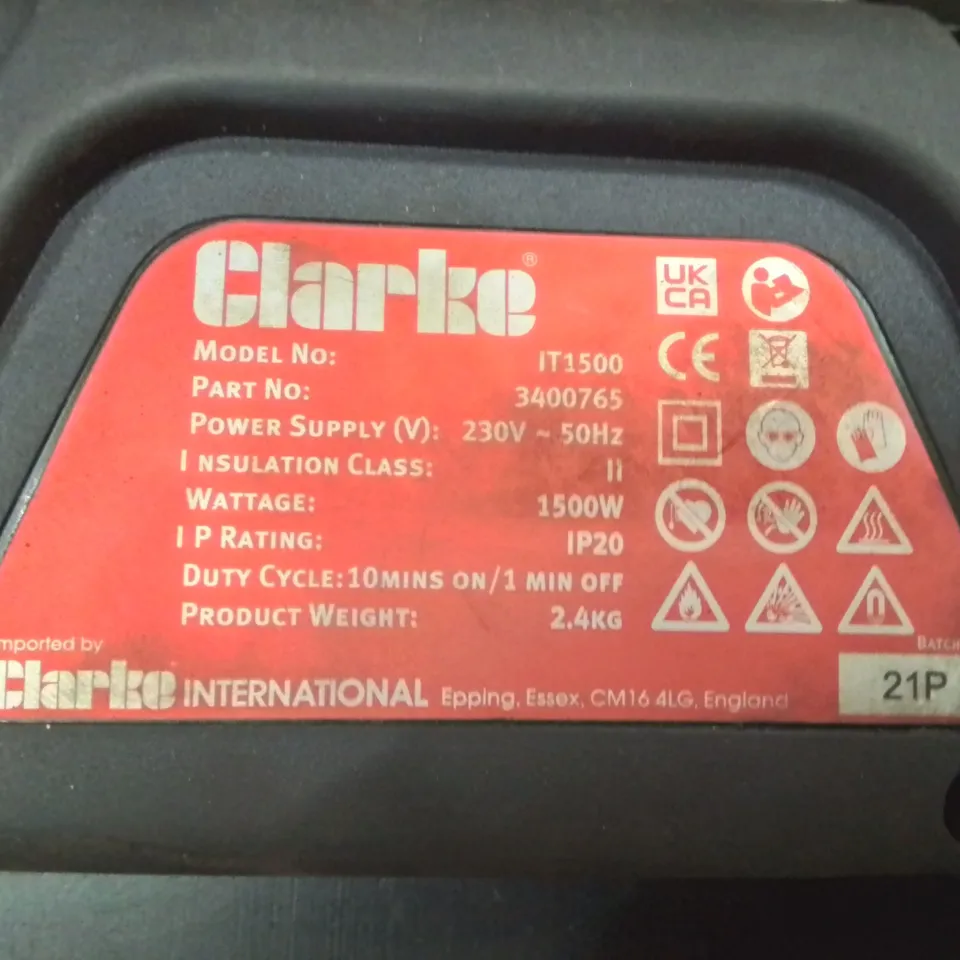 Clarke®
UK
CA
CE
MODEL NO: IT1500
PART NO: 3400765
POWER SUPPLY (V): 230V ~ 50Hz
INSULATION CLASS: II
WATTAGE: 1500W
IP RATING: IP20
DUTY CYCLE: 10MINS ON/1 MIN OFF
PRODUCT WEIGHT: 2.4KG
mported by
Clarke INTERNATIONAL Epping, Essex, CM16 4LG, England
BATCH
21P